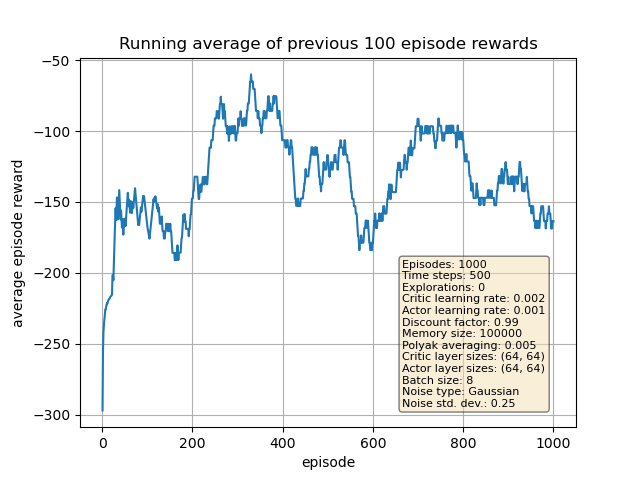 Running average of previous 100 episode rewards
average episode reward
−50
−100
−150
−200
−250
−300
Episodes: 1000
Time steps: 500
Explorations: 0
Critic learning rate: 0.002
Actor learning rate: 0.001
Discount factor: 0.99
Memory size: 100000
Polyak averaging: 0.005
Critic layer sizes: (64, 64)
Actor layer sizes: (64, 64)
Batch size: 8
Noise type: Gaussian
Noise std. dev.: 0.25
0 200 400 600 800 1000
episode